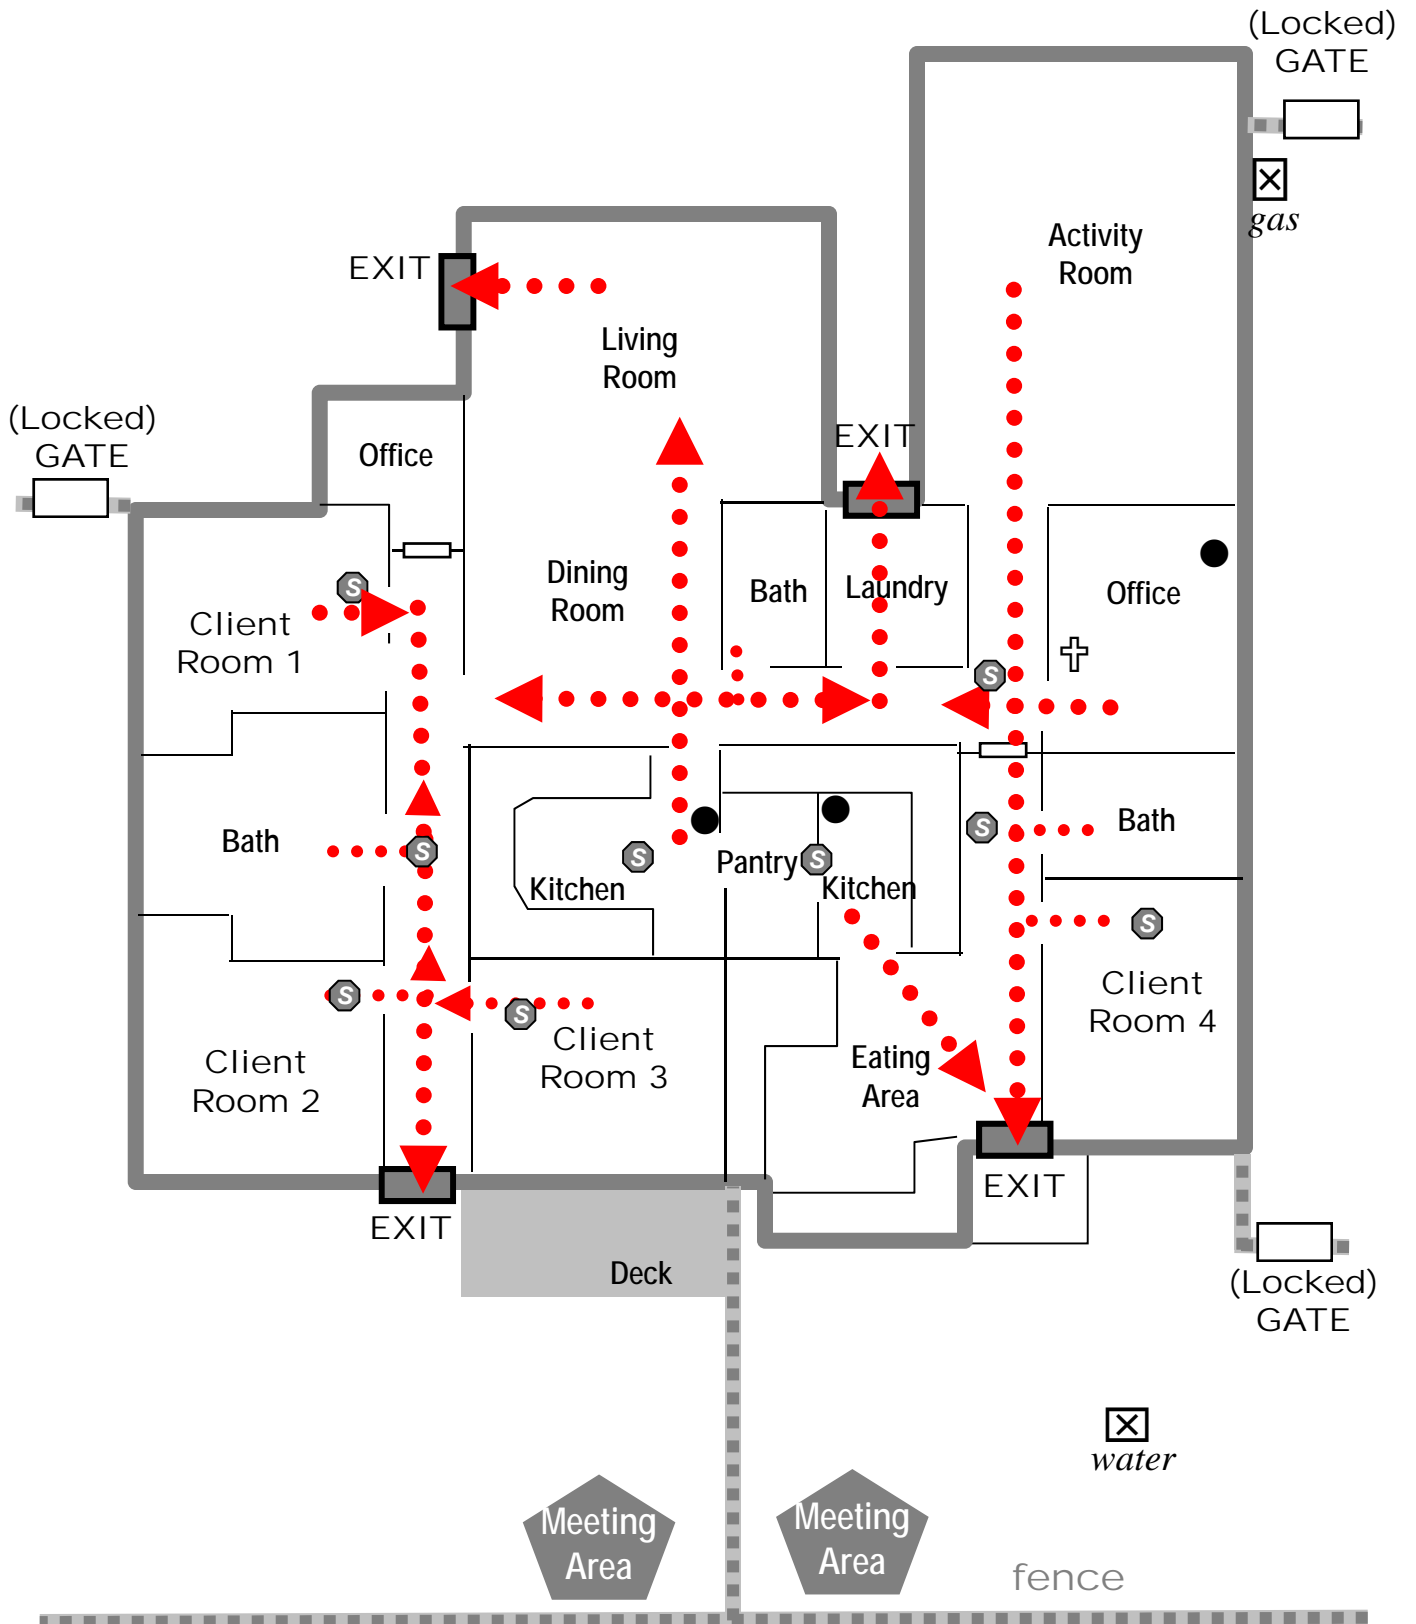 (Locked)
GATE
gas
Activity
Room
EXIT
Living
Room
(Locked)
GATE
EXIT
Office
Dining
Room
Bath
Laundry
Office
S
Client
Room 1
S
Bath
S
Kitchen
S
Pantry
S
Kitchen
S
Bath
S
Client
Room 4
S
Client
Room 2
S
Client
Room 3
Eating
Area
EXIT
EXIT
Deck
(Locked)
GATE
water
Meeting
Area
Meeting
Area
fence